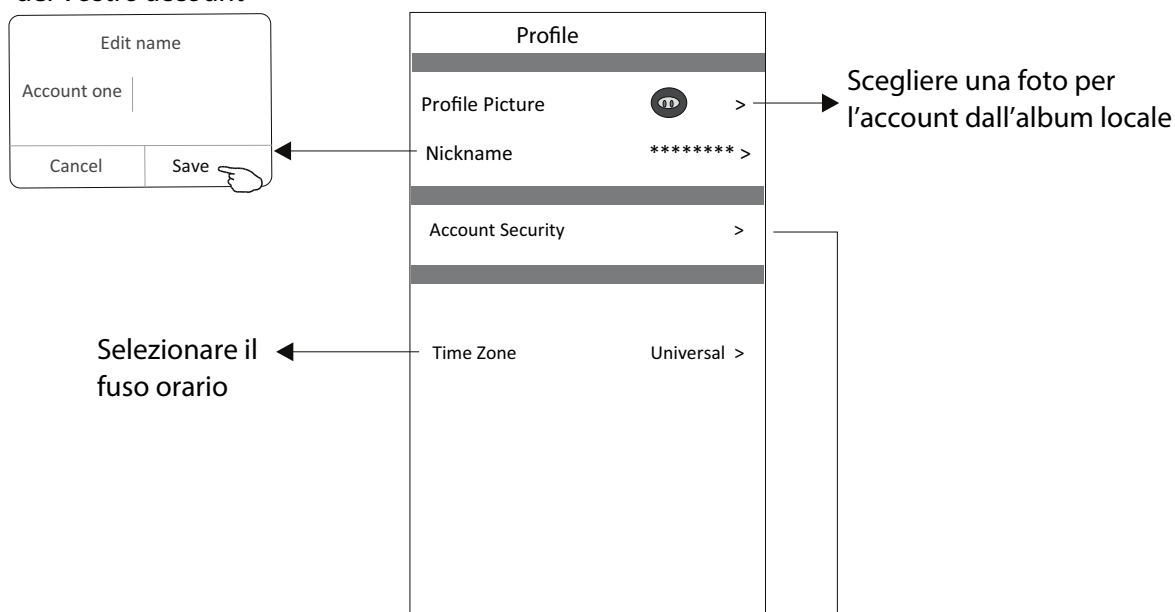 Edit name
Account one
Cancel
Save
Profile
Profile Picture >
Nickname ******** >
Account Security >
Time Zone Universal >
Scegliere una foto per
l'account dall'album locale
Selezionare il
fuso orario